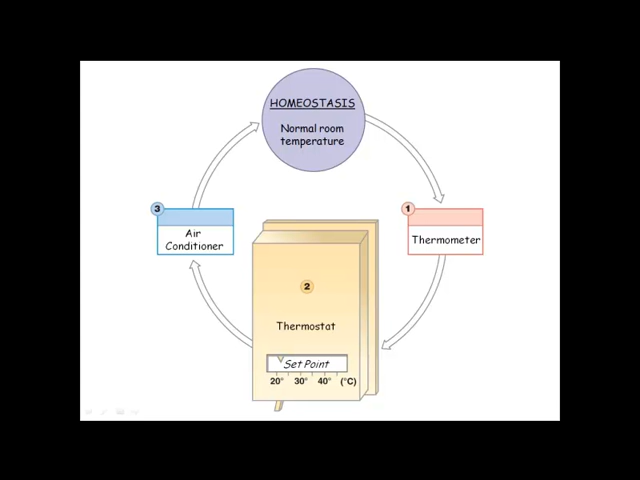 HOMEOSTASIS
Normal room
temperature
1
Thermometer
3
Air
Conditioner
2
Thermostat
Set Point
20° 30° 40° (°C)